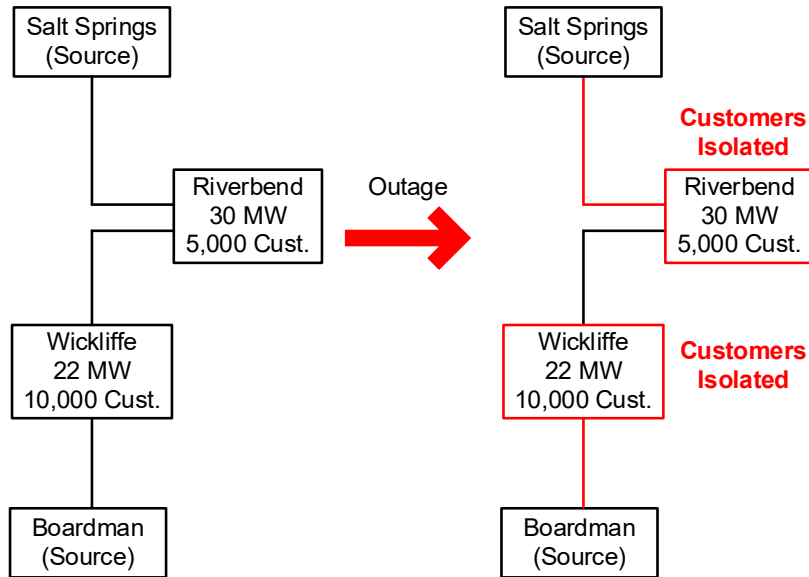 Salt Springs
(Source)
Riverbend
30 MW
5,000 Cust.
Wickliffe
22 MW
10,000 Cust.
Boardman
(Source)
Outage
Salt Springs
(Source)
Customers
Isolated
Riverbend
30 MW
5,000 Cust.
Wickliffe
22 MW
10,000 Cust.
Customers
Isolated
Boardman
(Source)